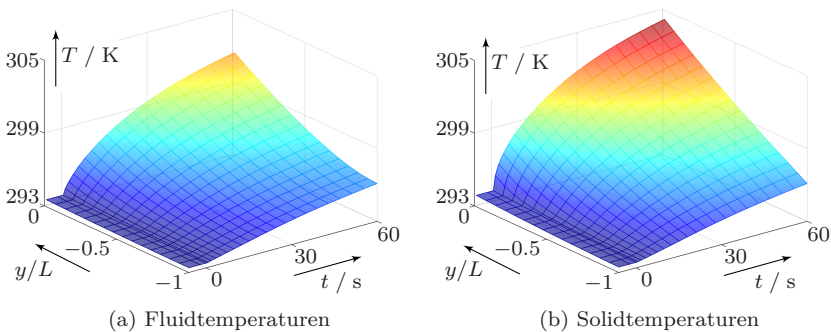 T / K
305
299
293
0
−0.5
−1
y/L
0
30
60
t / s
(a) Fluidtemperaturen
T / K
305
299
293
0
−0.5
−1
y/L
0
30
60
t / s
(b) Solidtemperaturen